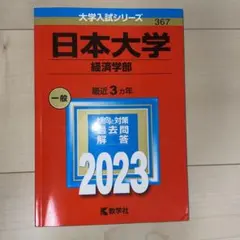 大学入試シリーズ
367
日本大学
経済学部
最近3カ年
一般
傾向と対策
過去問
解答
2023
教学社